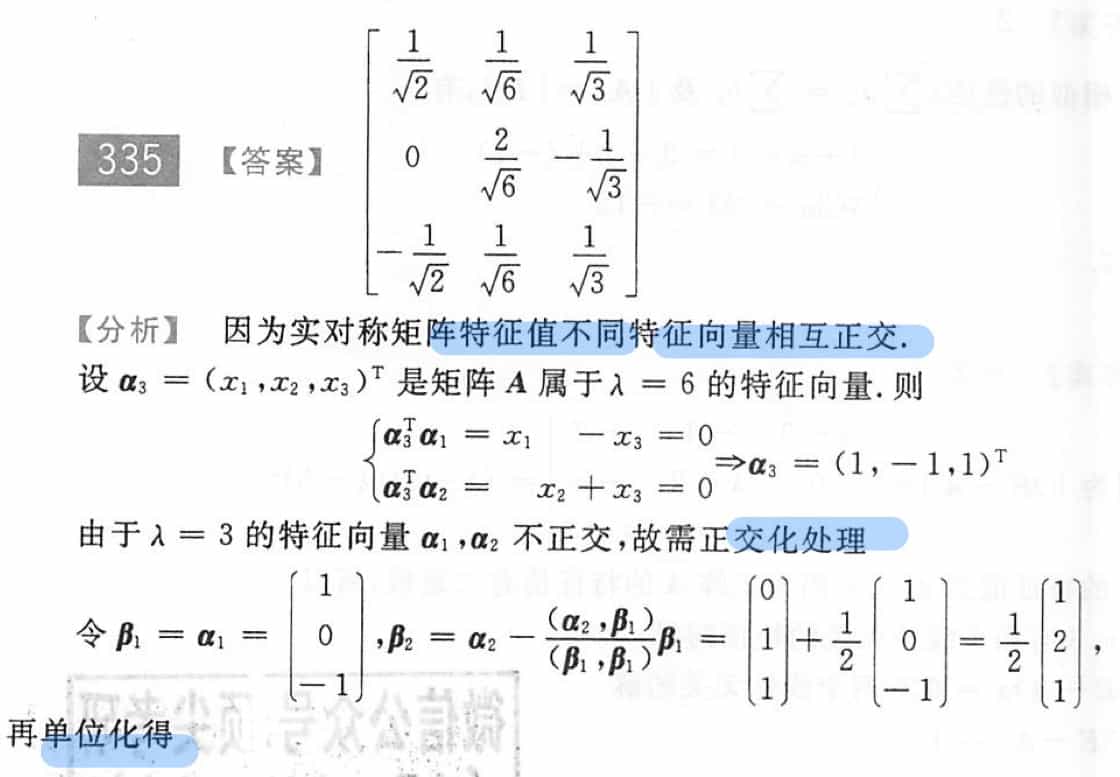 335 【答案】 $\begin{bmatrix} \frac{1}{\sqrt{2}} & \frac{1}{\sqrt{6}} & \frac{1}{\sqrt{3}} \\ 0 & \frac{2}{\sqrt{6}} & -\frac{1}{\sqrt{3}} \\ -\frac{1}{\sqrt{2}} & \frac{1}{\sqrt{6}} & \frac{1}{\sqrt{3}} \end{bmatrix}$
【分析】 因为实对称矩阵特征值不同特征向量相互正交.
设 $\boldsymbol{\alpha}_3 = (x_1, x_2, x_3)^{\mathrm{T}}$ 是矩阵 $\boldsymbol{A}$ 属于 $\lambda = 6$ 的特征向量. 则
$\begin{cases} \boldsymbol{\alpha}_3^{\mathrm{T}} \boldsymbol{\alpha}_1 = x_1 \quad - x_3 = 0 \\ \boldsymbol{\alpha}_3^{\mathrm{T}} \boldsymbol{\alpha}_2 = \quad x_2 + x_3 = 0 \end{cases} \Rightarrow \boldsymbol{\alpha}_3 = (1, -1, 1)^{\mathrm{T}}$
由于 $\lambda = 3$ 的特征向量 $\boldsymbol{\alpha}_1, \boldsymbol{\alpha}_2$ 不正交,故需正交化处理
令 $\boldsymbol{\beta}_1 = \boldsymbol{\alpha}_1 = \begin{bmatrix} 1 \\ 0 \\ -1 \end{bmatrix}, \boldsymbol{\beta}_2 = \boldsymbol{\alpha}_2 - \frac{(\boldsymbol{\alpha}_2, \boldsymbol{\beta}_1)}{(\boldsymbol{\beta}_1, \boldsymbol{\beta}_1)} \boldsymbol{\beta}_1 = \begin{bmatrix} 0 \\ 1 \\ 1 \end{bmatrix} + \frac{1}{2} \begin{bmatrix} 1 \\ 0 \\ -1 \end{bmatrix} = \frac{1}{2} \begin{bmatrix} 1 \\ 2 \\ 1 \end{bmatrix},$
再单位化得